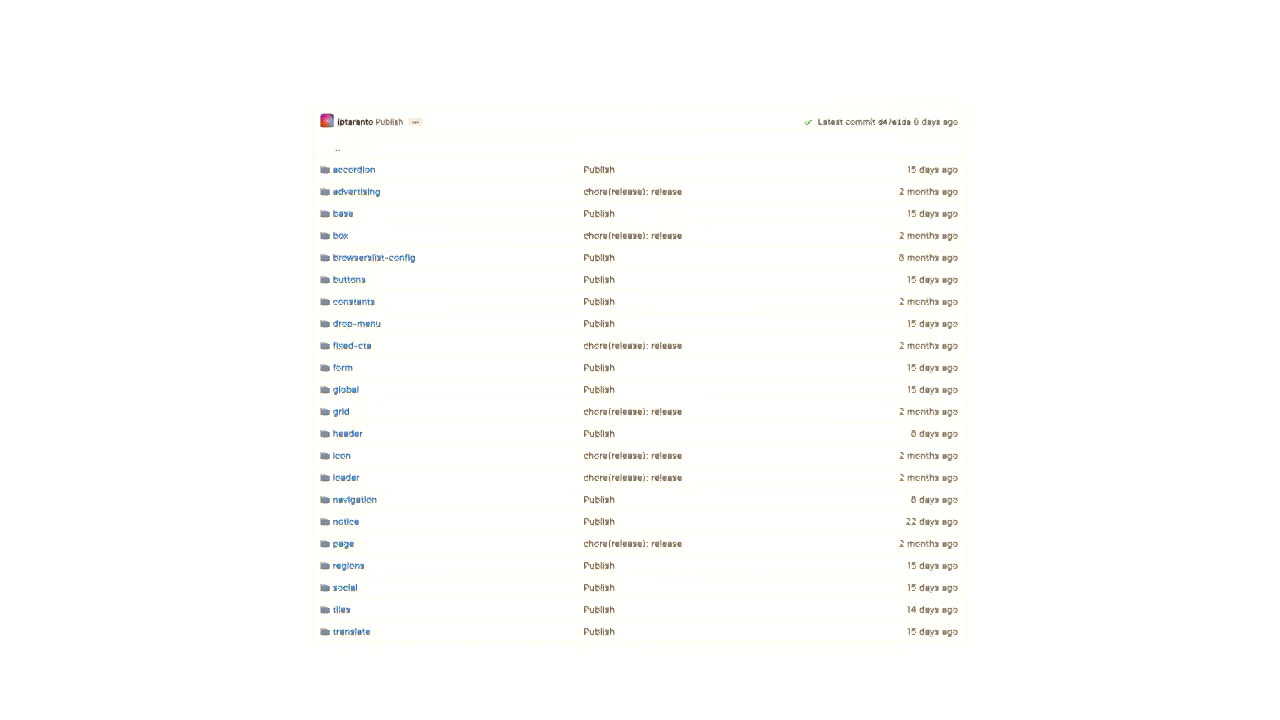 iptaranto Publish ... Latest commit d47e1da 6 days ago
..
accordion Publish 15 days ago
advertising chore(release): release 2 months ago
base Publish 15 days ago
box chore(release): release 2 months ago
browserslist-config Publish 8 months ago
buttons Publish 15 days ago
constants Publish 2 months ago
drop-menu Publish 15 days ago
fixed-cta chore(release): release 2 months ago
form Publish 15 days ago
global Publish 15 days ago
grid chore(release): release 2 months ago
header Publish 6 days ago
icon chore(release): release 2 months ago
loader chore(release): release 2 months ago
navigation Publish 6 days ago
notice Publish 22 days ago
page chore(release): release 2 months ago
regions Publish 15 days ago
social Publish 15 days ago
tiles Publish 14 days ago
translate Publish 15 days ago